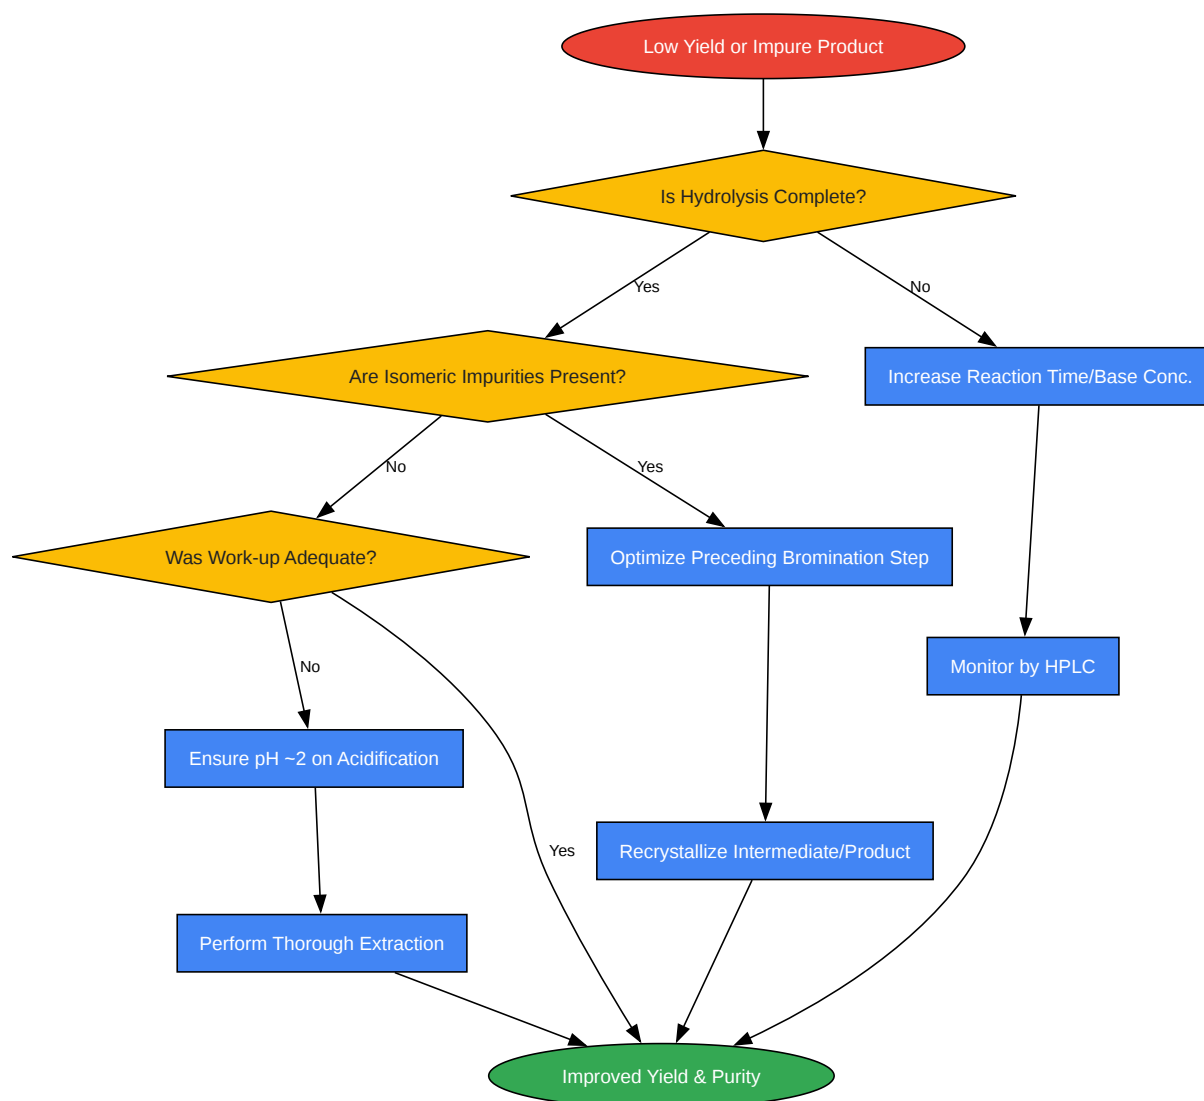 Low Yield or Impure Product
Is Hydrolysis Complete?
Yes
No
Are Isomeric Impurities Present?
Increase Reaction Time/Base Conc.
No
Yes
Was Work-up Adequate?
Optimize Preceding Bromination Step
No
Monitor by HPLC
Ensure pH ~2 on Acidification
Yes
Recrystallize Intermediate/Product
Perform Thorough Extraction
Improved Yield & Purity